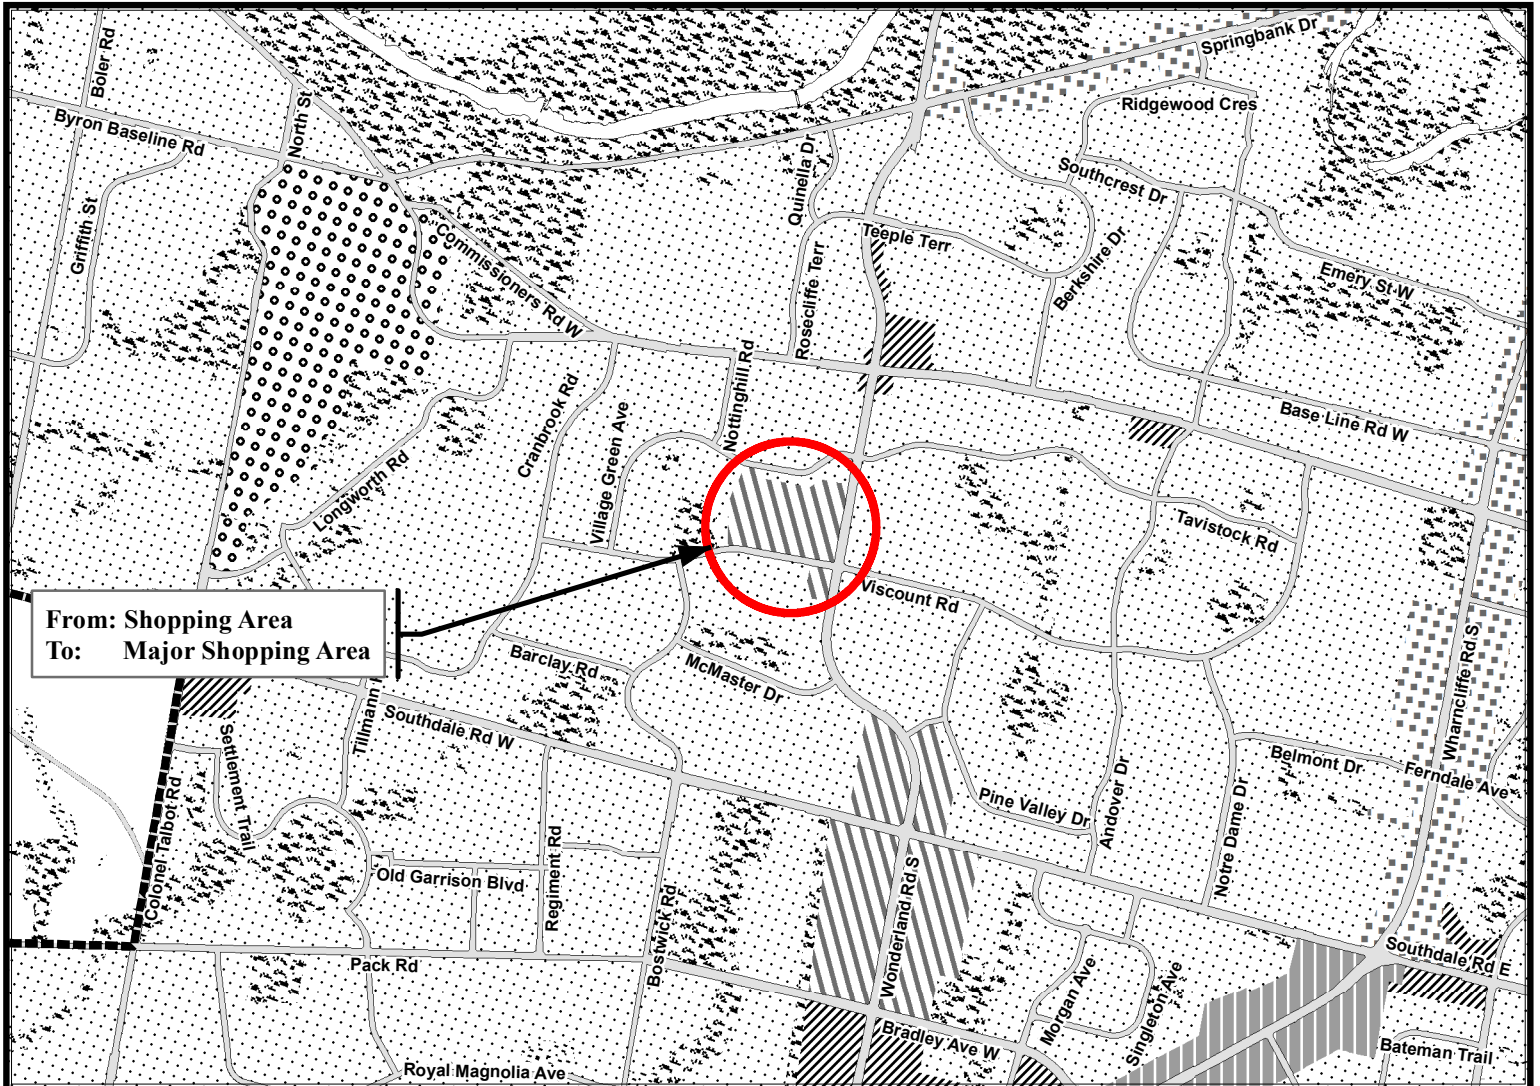 Springbank Dr
Boler Rd
Ridgewood Cres
North St
Byron Baseline Rd
Quinella Dr
Southcrest Dr
Griffith St
Commissioners Rd W
Teeple Terr
Berkshire Dr
Emery St W
Rosecliffe Terr
Nottinghill Rd
Cranbrook Rd
Village Green Ave
Base Line Rd W
Longworth Rd
Tavistock Rd
Viscount Rd
From: Shopping Area
To: Major Shopping Area
Barclay Rd
McMaster Dr
Wharncliffe Rd S
Tillmann
Southdale Rd W
Settlement Trail
Belmont Dr
Ferndale Ave
Colonel Talbot Rd
Pine Valley Dr
Andover Dr
Notre Dame Dr
Old Garrison Blvd
Regiment Rd
Bostwick Rd
Wonderland Rd S
Southdale Rd E
Pack Rd
Morgan Ave
Singleton Ave
Bradley Ave W
Bateman Trail
Royal Magnolia Ave